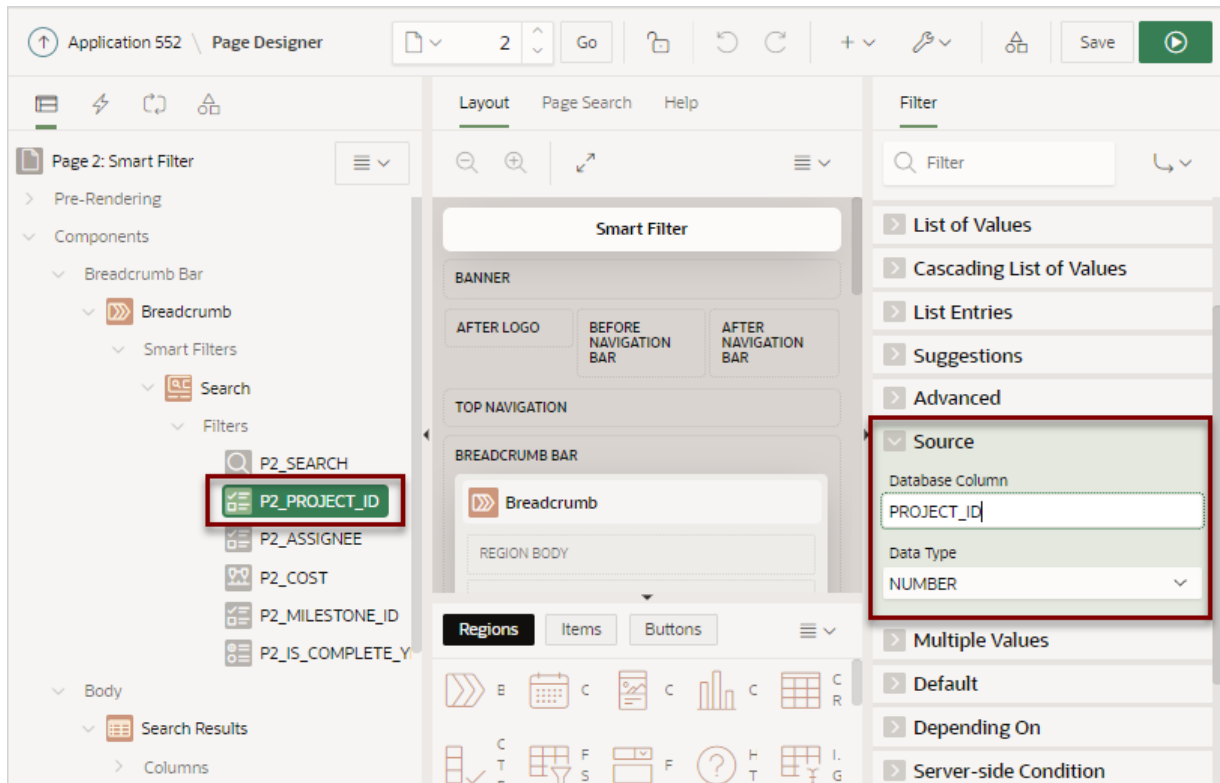 Application 552 \ Page Designer
2
Go
Save
Layout
Page Search
Help
Filter
Page 2: Smart Filter
Filter
Pre-Rendering
Components
Breadcrumb Bar
Breadcrumb
Smart Filters
Search
Filters
P2_SEARCH
P2_PROJECT_ID
P2_ASSIGNEE
P2_COST
P2_MILESTONE_ID
P2_IS_COMPLETE_Y
Body
Search Results
Columns
Smart Filter
BANNER
AFTER LOGO
BEFORE
NAVIGATION
BAR
AFTER
NAVIGATION
BAR
TOP NAVIGATION
BREADCRUMB BAR
Breadcrumb
REGION BODY
Regions
Items
Buttons
B
C
C
C
C
R
C
T
F
S
F
H
T
I.
G
List of Values
Cascading List of Values
List Entries
Suggestions
Advanced
Source
Database Column
PROJECT_ID
Data Type
NUMBER
Multiple Values
Default
Depending On
Server-side Condition